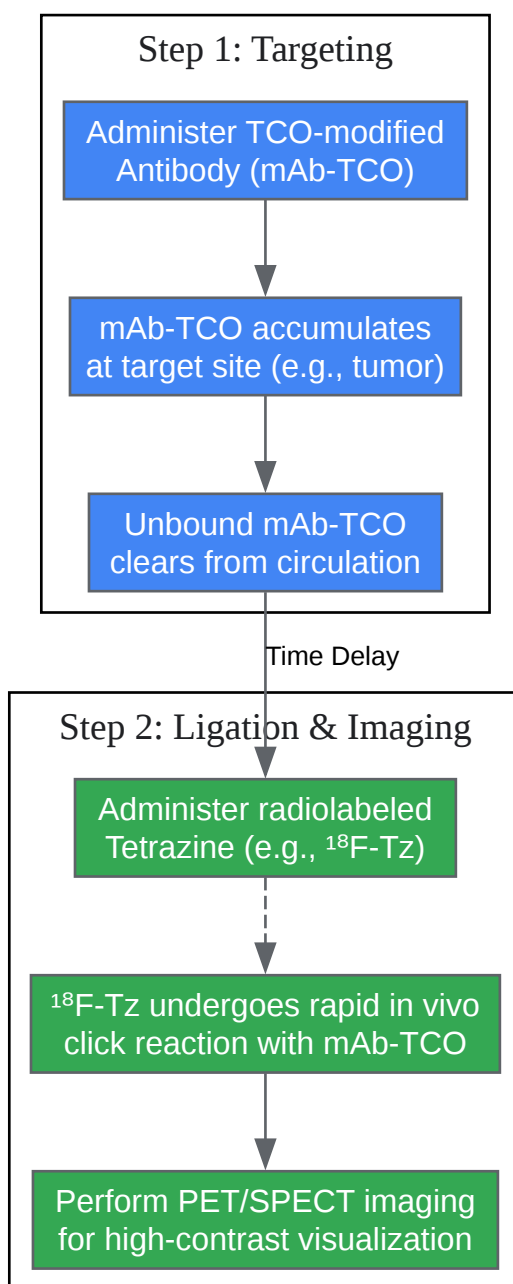 Step 1: Targeting
Administer TCO-modified
Antibody (mAb-TCO)
mAb-TCO accumulates
at target site (e.g., tumor)
Unbound mAb-TCO
clears from circulation
Time Delay
Step 2: Ligation & Imaging
Administer radiolabeled
Tetrazine (e.g., ¹⁸F-Tz)
¹⁸F-Tz undergoes rapid in vivo
click reaction with mAb-TCO
Perform PET/SPECT imaging
for high-contrast visualization